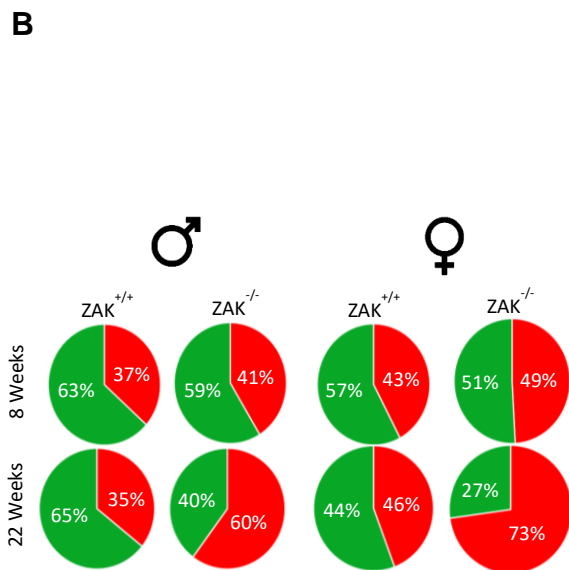 B
ZAK+/+ ZAK-/- ZAK+/+ ZAK-/-
8 Weeks
63% 37% 59% 41% 57% 43% 51% 49%
22 Weeks
65% 35% 40% 60% 44% 46% 27% 73%